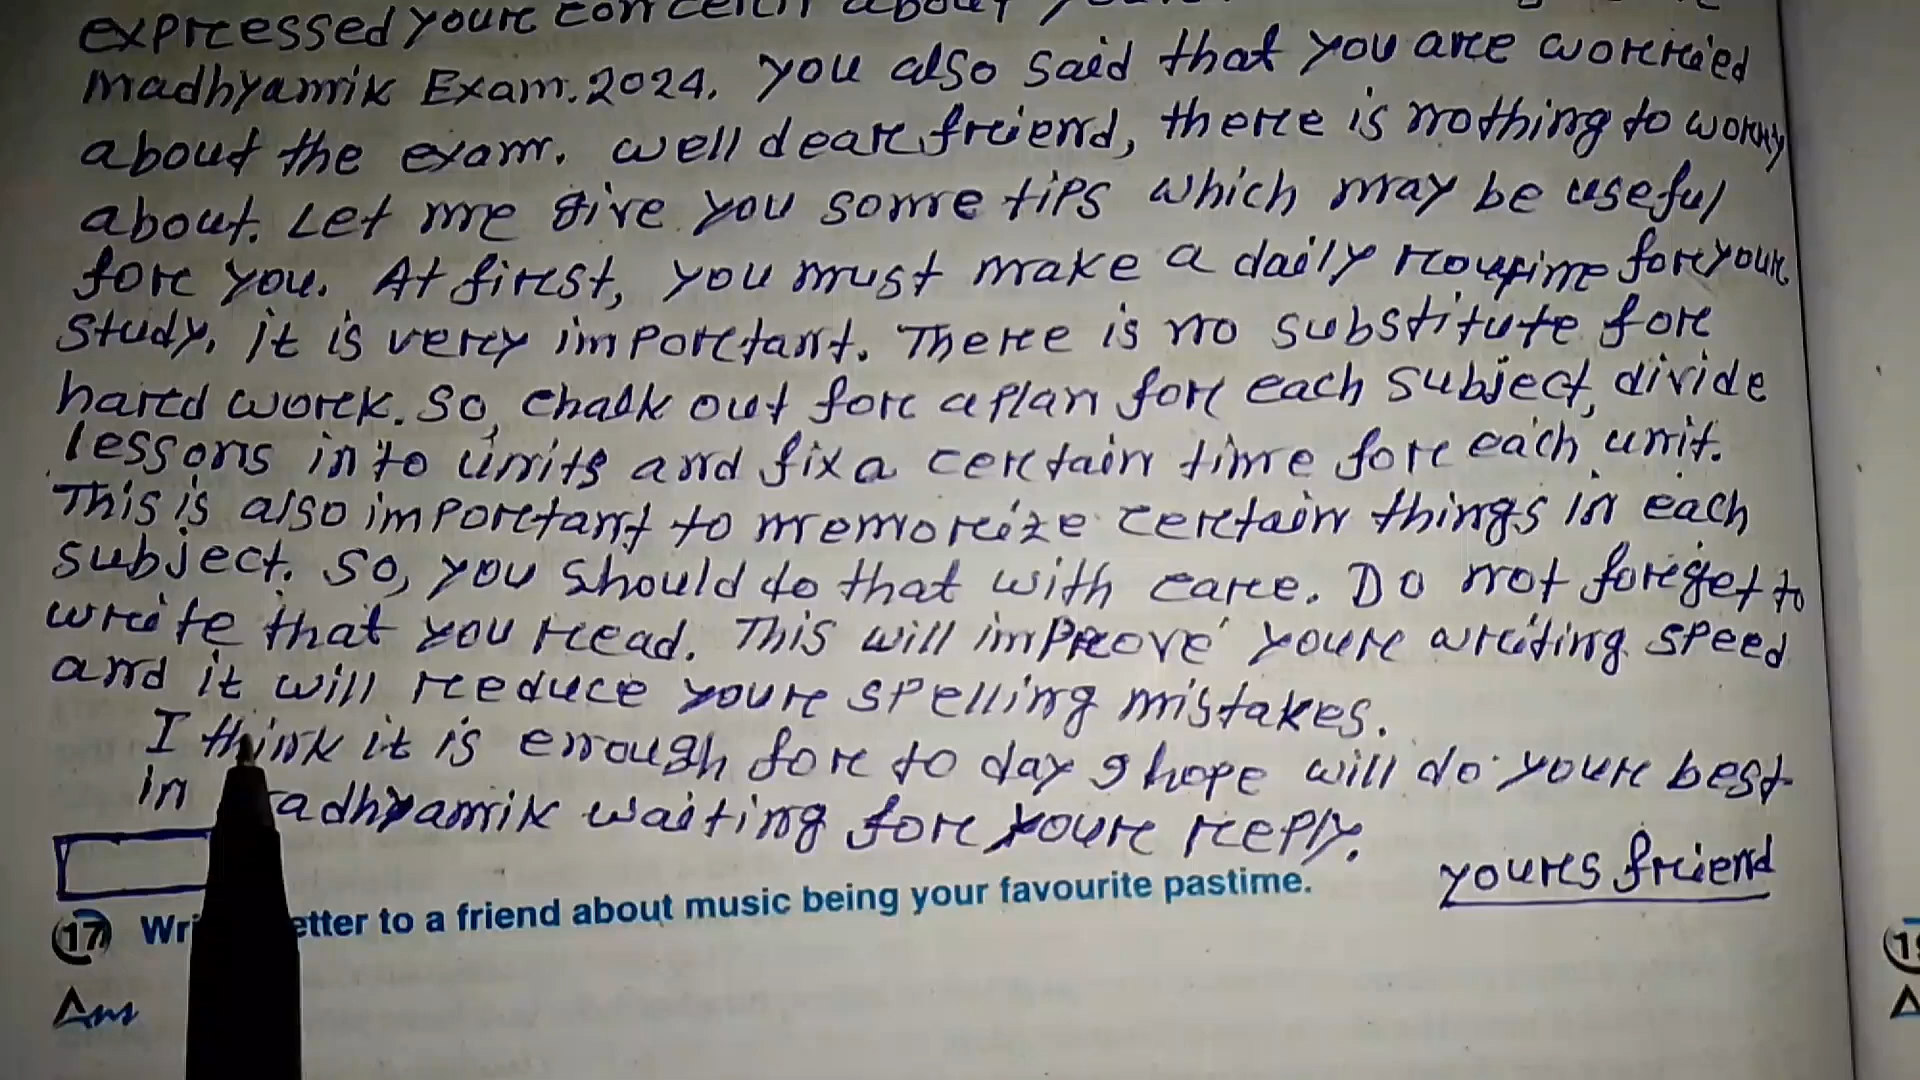 expressed your concern about
Madhyamik Exam. 2024. You also said that you are worried
about the exam. Well dear friend, there is nothing to worry
about. Let me give you some tips which may be useful
for you. At first, you must make a daily routine for your
study, it is very important. There is no substitute for
hard work. So, chalk out for a plan for each subject, divide
lessons in to units and fix a certain time for each unit.
This is also important to memorize certain things in each
subject. So, you should do that with care. Do not forget to
write that you read. This will improve your writing speed
and it will reduce your spelling mistakes.
I think it is enough for to day I hope will do your best
in adhyamik waiting for your reply.
yours friend
17 Wri etter to a friend about music being your favourite pastime.
Ans